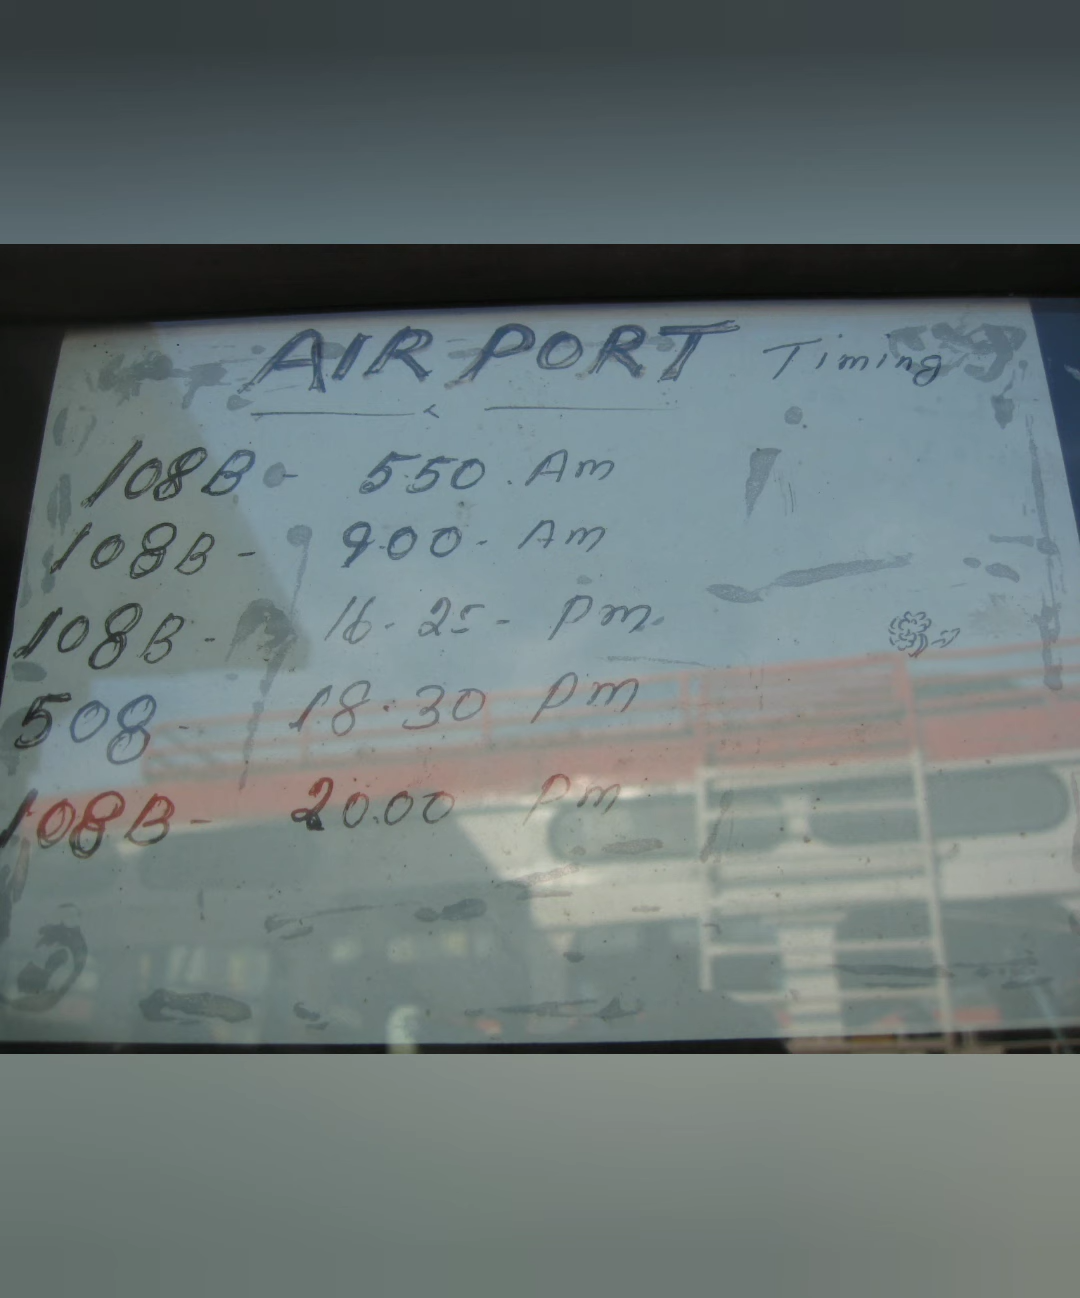 AIR PORT Timing
108B - 550 Am
108B - 9.00 - Am
108B - 16.25 - Pm.
508 - 18.30 Pm
108B - 20.00 Pm